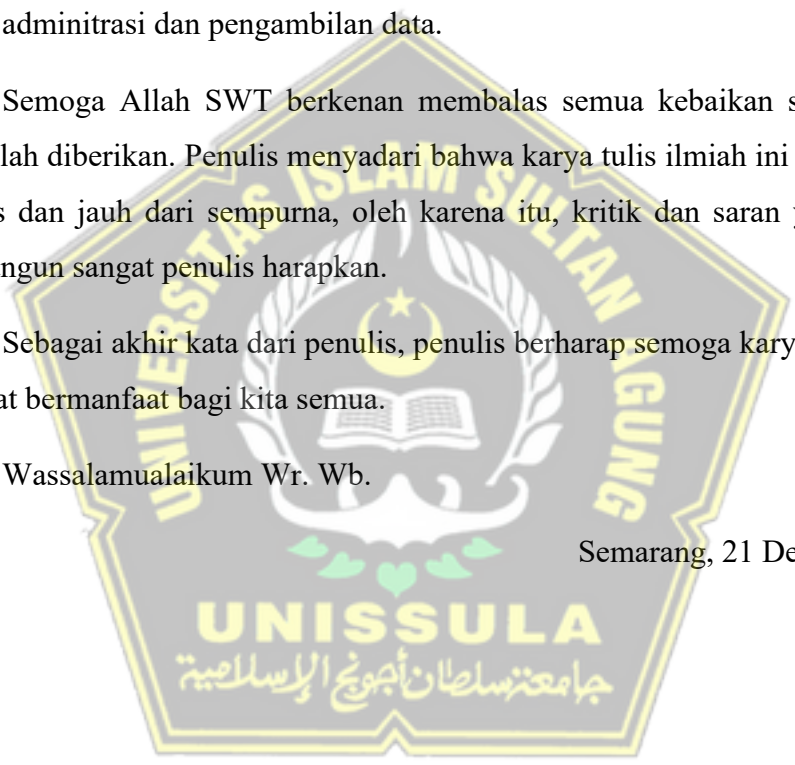 adminitrasi dan pengambilan data.
Semoga Allah SWT berkenan membalas semua kebaikan s
lah diberikan. Penulis menyadari bahwa karya tulis ilmiah ini
s dan jauh dari sempurna, oleh karena itu, kritik dan saran y
ngun sangat penulis harapkan.
Sebagai akhir kata dari penulis, penulis berharap semoga kary
at bermanfaat bagi kita semua.
Wassalamualaikum Wr. Wb.
Semarang, 21 De
UNIVERSITAS ISLAM SULTAN AGUNG
UNISSULA
جامعتسلطان أجونج الإسلامية